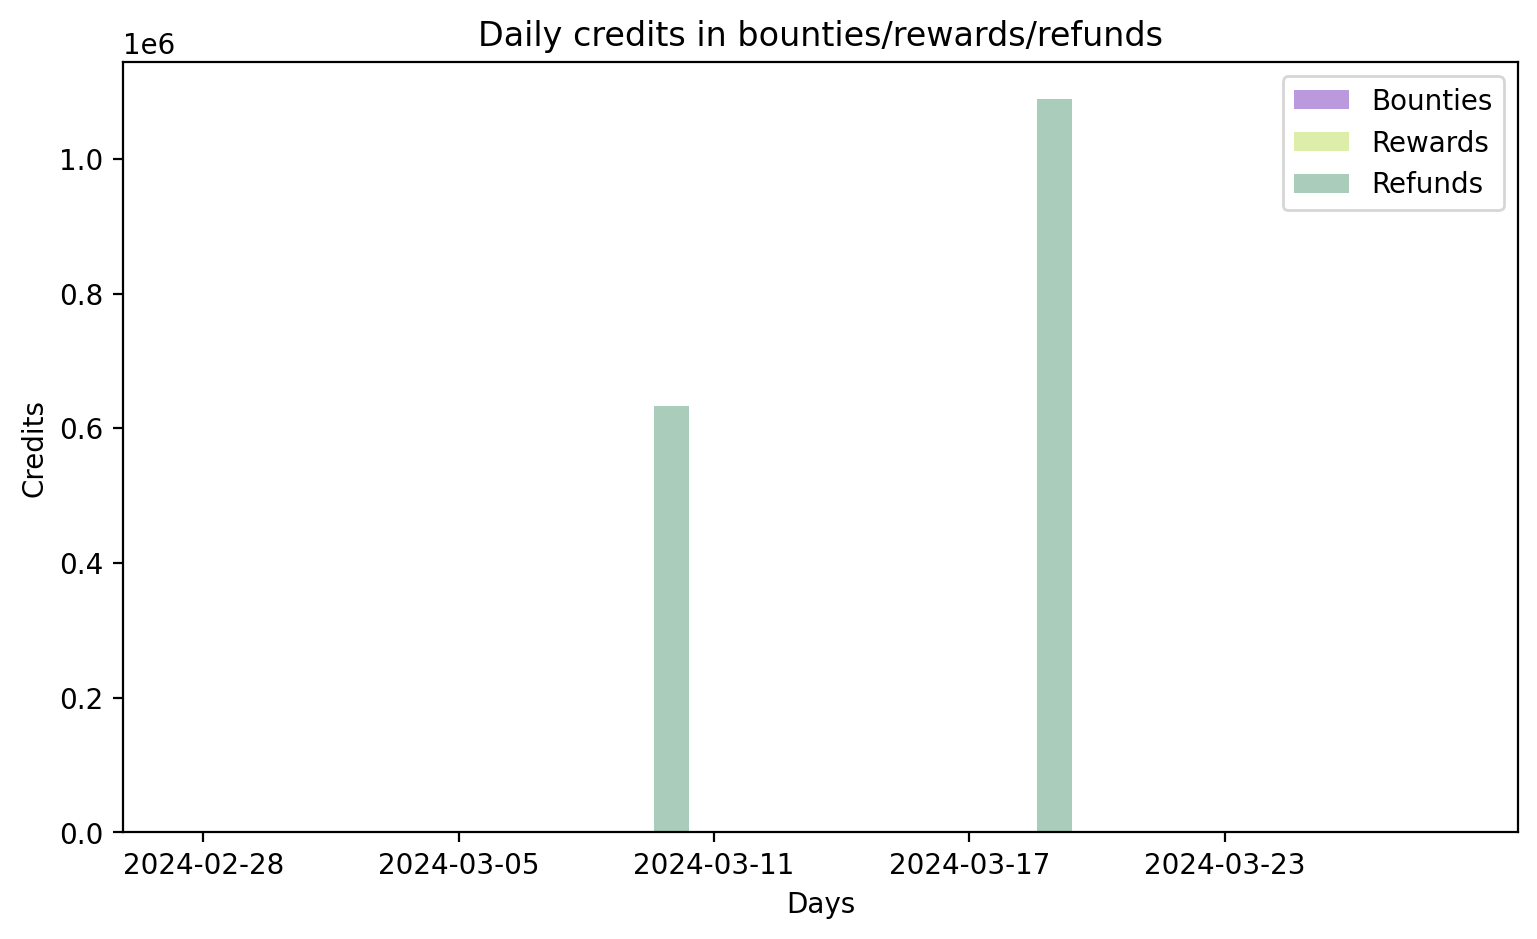 Daily credits in bounties/rewards/refunds
1e6
Bounties
Rewards
Refunds
1.0
0.8
0.6
0.4
0.2
0.0
Credits
2024-02-28 2024-03-05 2024-03-11 2024-03-17 2024-03-23
Days